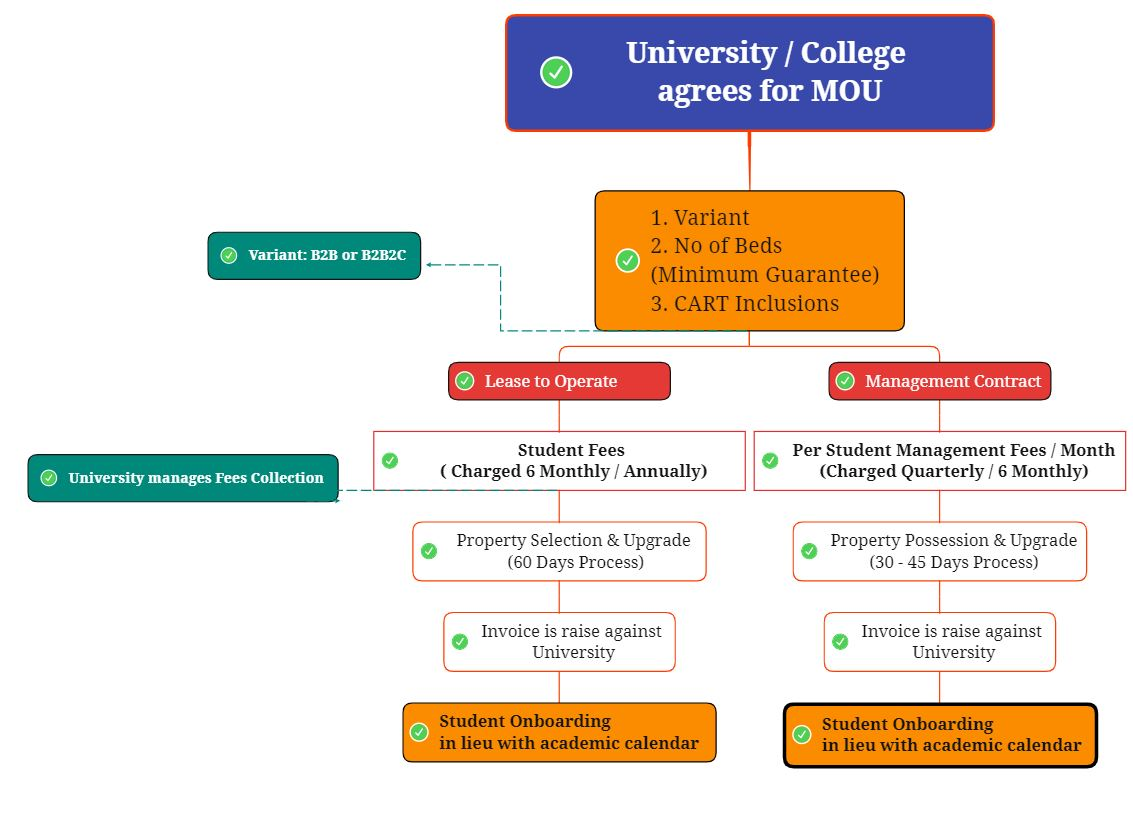 University / College
agrees for MOU
1. Variant
2. No of Beds
(Minimum Guarantee)
3. CART Inclusions
Variant: B2B or B2B2C
Lease to Operate
Management Contract
Student Fees
( Charged 6 Monthly / Annually)
Per Student Management Fees / Month
(Charged Quarterly / 6 Monthly)
University manages Fees Collection
Property Selection & Upgrade
(60 Days Process)
Property Possession & Upgrade
(30 - 45 Days Process)
Invoice is raise against
University
Invoice is raise against
University
Student Onboarding
in lieu with academic calendar
Student Onboarding
in lieu with academic calendar